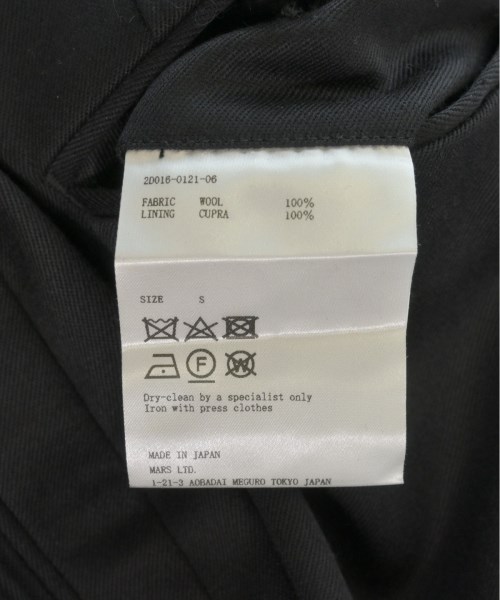 2D016-0121-06
FABRIC WOOL 100%
LINING CUPRA 100%
SIZE S
F W
Dry-clean by a specialist only
Iron with press clothes
MADE IN JAPAN
MARS LTD.
1-21-3 AOBADAI MEGURO TOKYO JAPAN